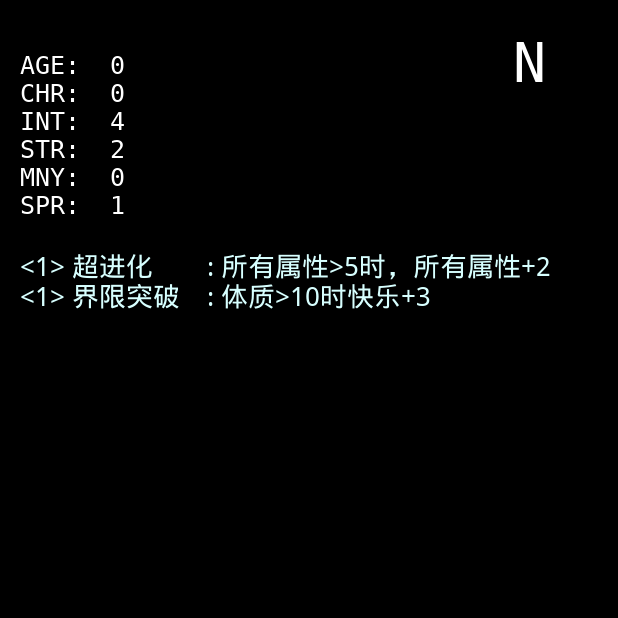 N
AGE: 0
CHR: 0
INT: 4
STR: 2
MNY: 0
SPR: 1
<1> 超进化 : 所有属性>5时，所有属性+2
<1> 界限突破 : 体质>10时快乐+3